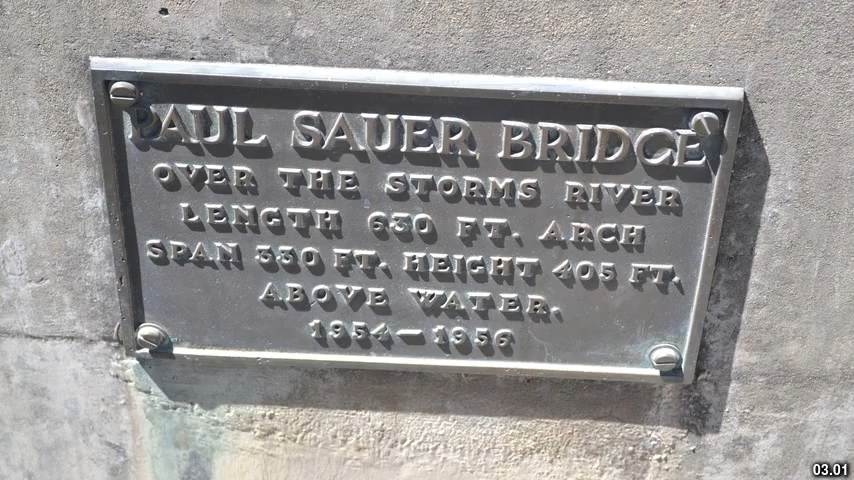 PAUL SAUER BRIDGE
OVER THE STORMS RIVER
LENGTH 630 FT. ARCH
SPAN 330 FT. HEIGHT 405 FT.
ABOVE WATER.
1954—1956
03.01